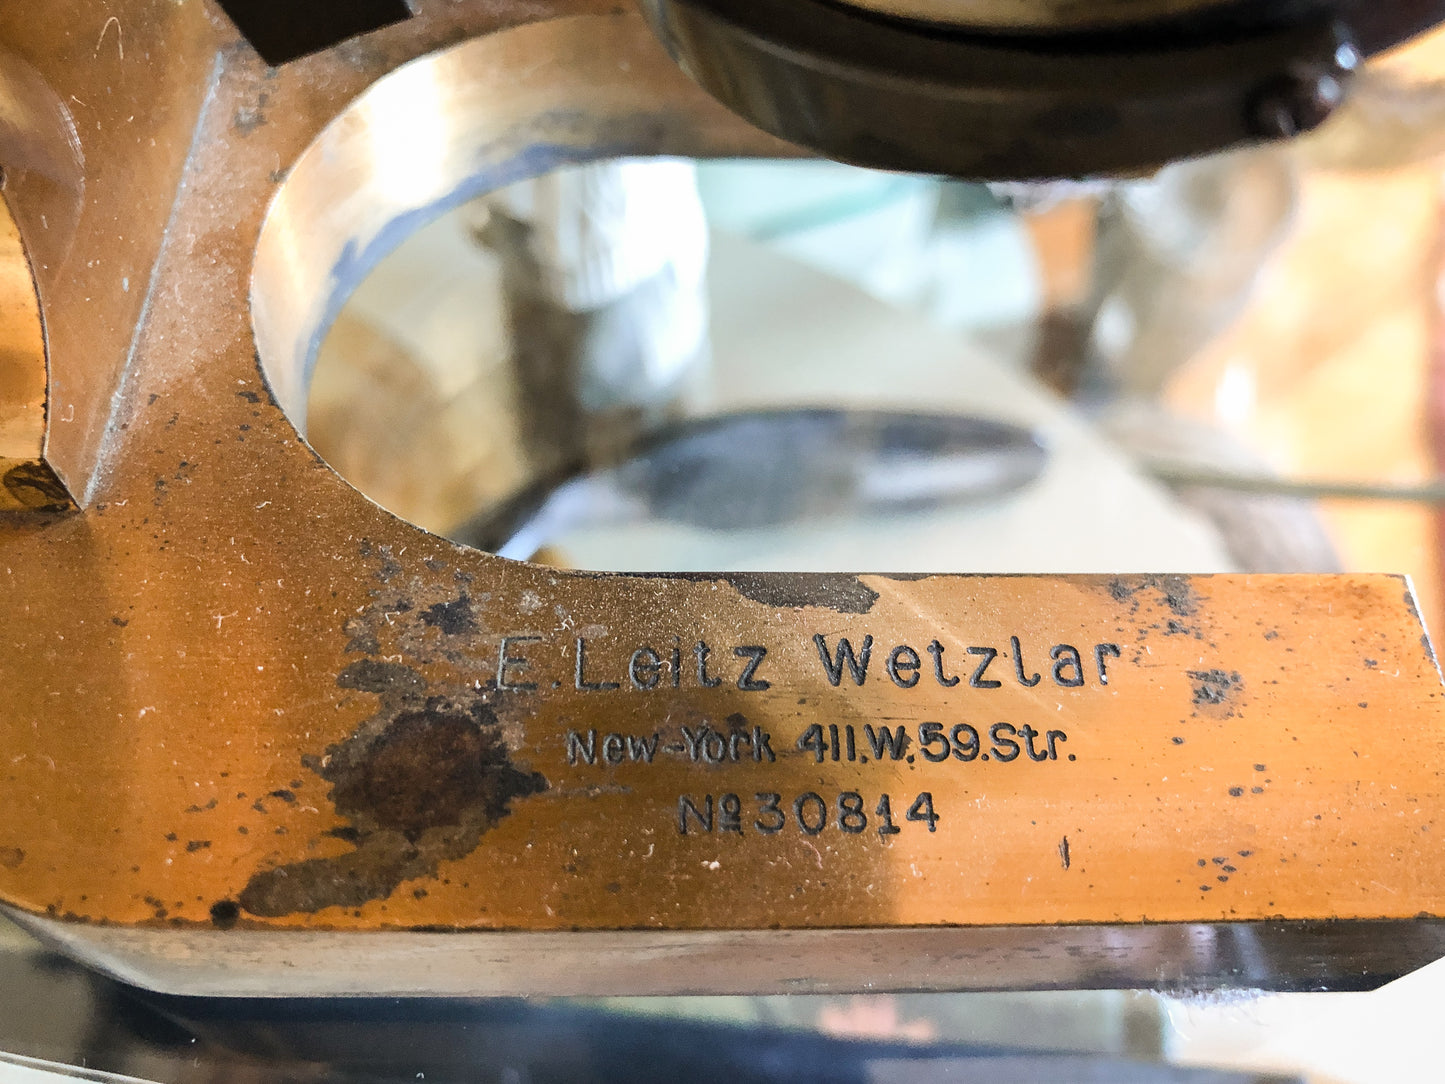 E. Leitz Wetzlar
New-York 411.W.59.Str.
Nº30814